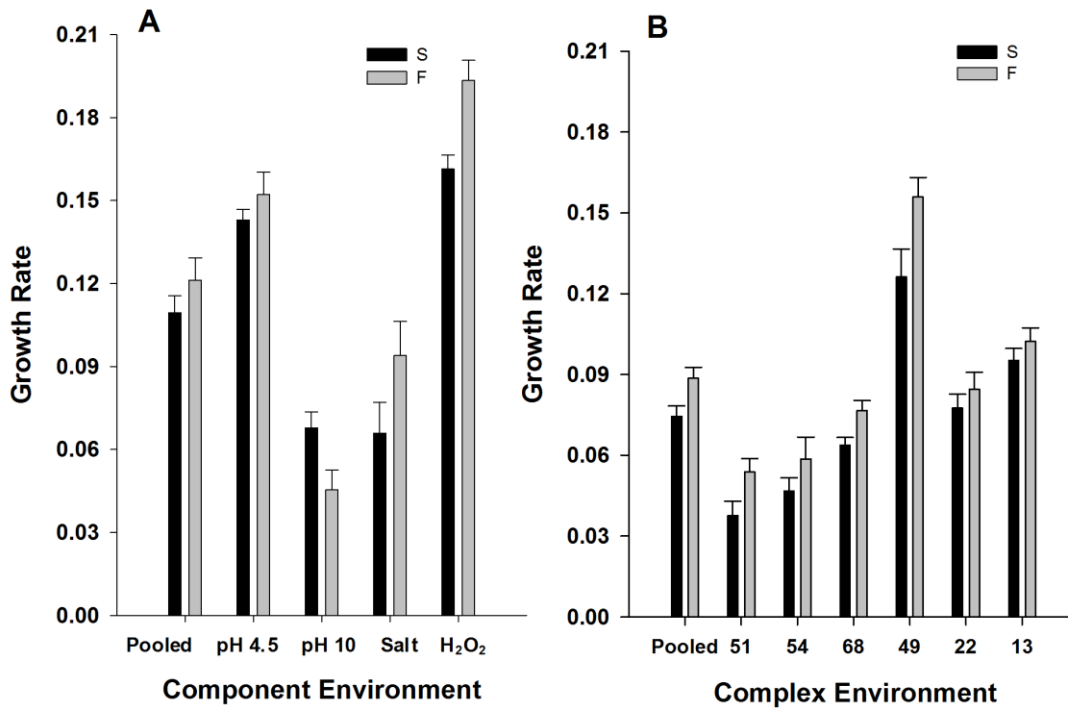 A
S
F
0.21
0.18
0.15
0.12
0.09
0.06
0.03
0.00
Growth Rate
Pooled pH 4.5 pH 10 Salt H₂O₂
Component Environment
B
S
F
0.21
0.18
0.15
0.12
0.09
0.06
0.03
0.00
Growth Rate
Pooled 51 54 68 49 22 13
Complex Environment